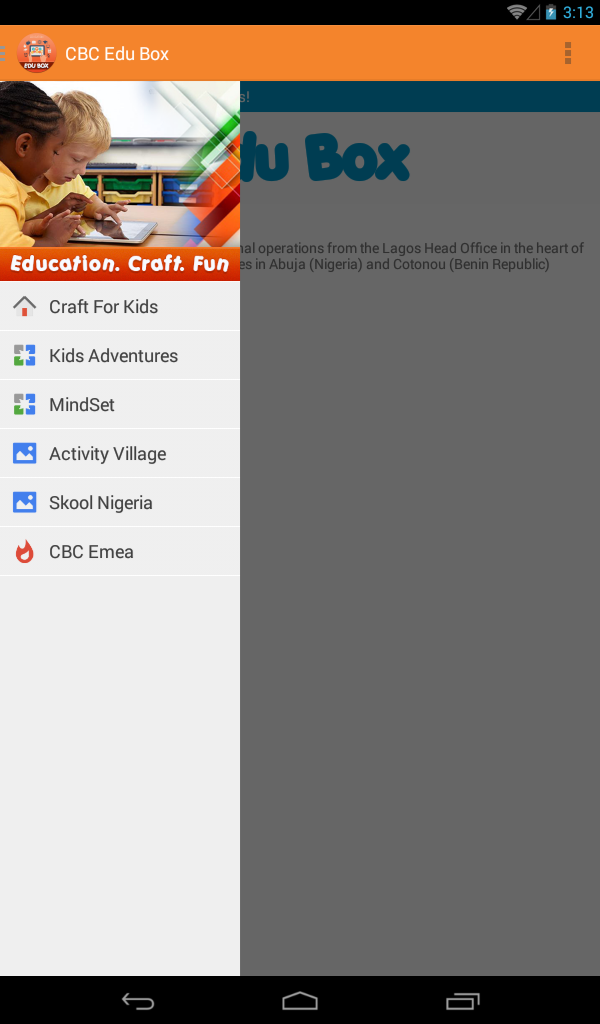 3:13
EDU BOX
CBC Edu Box
s!
du Box
nal operations from the Lagos Head Office in the heart of
es in Abuja (Nigeria) and Cotonou (Benin Republic)
Education. Craft. Fun
Craft For Kids
Kids Adventures
MindSet
Activity Village
Skool Nigeria
CBC Emea